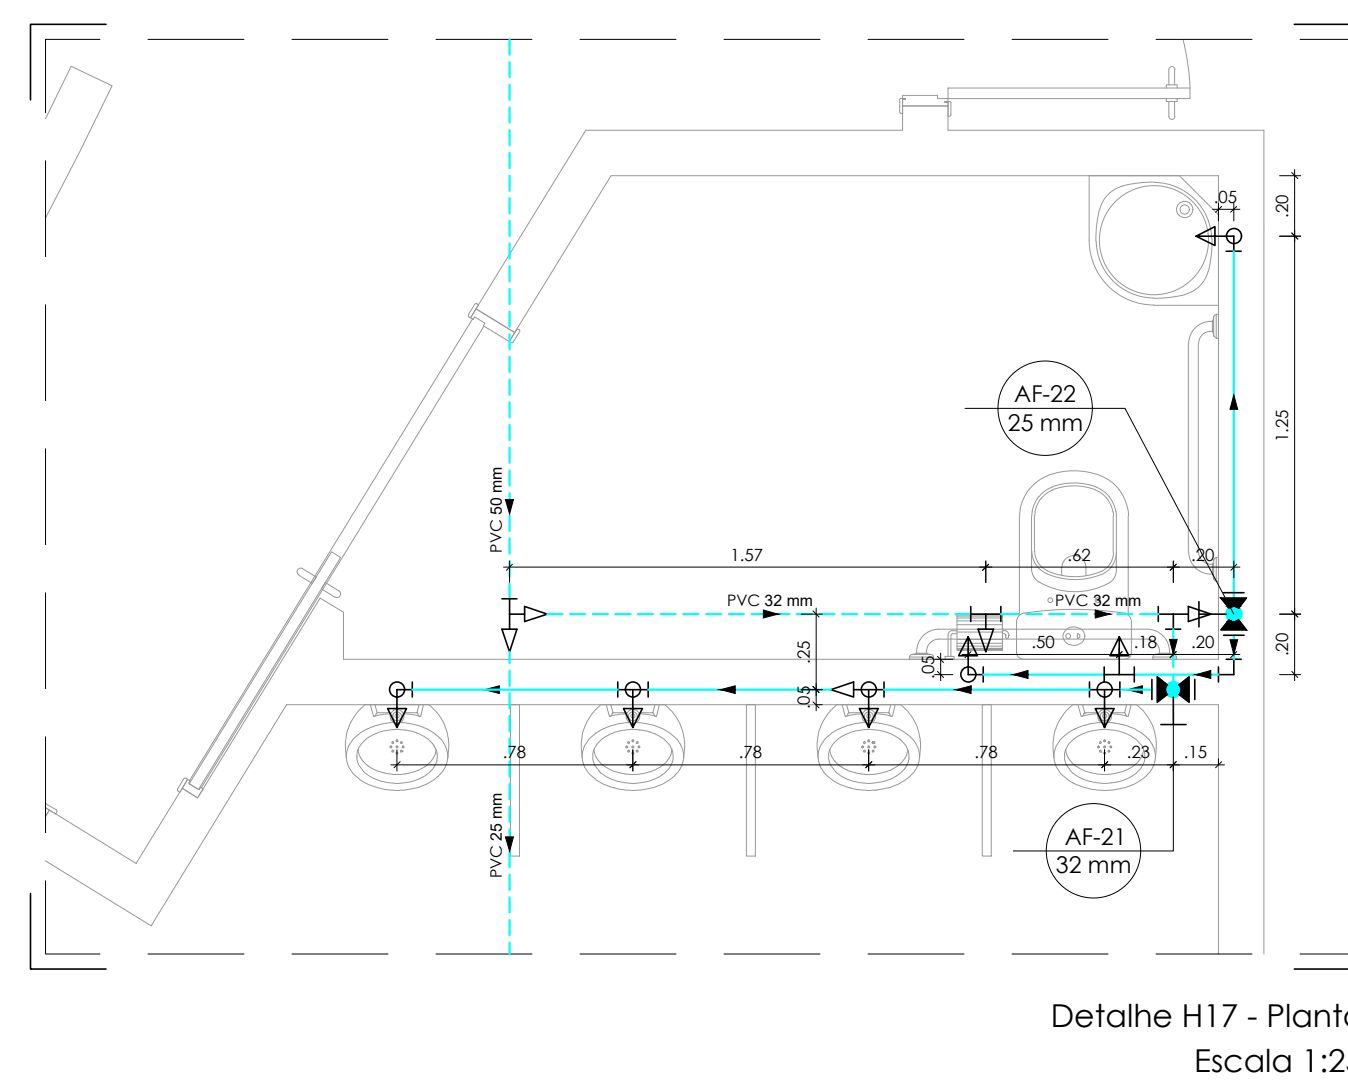 .05
.20
AF-22
25 mm
1.25
PVC 50 mm
1.57
.62
.20
PVC 32 mm
PVC 32 mm
.25
.50
.18
.20
.20
.05
.05
.78
.78
.78
.23
.15
PVC 25 mm
AF-21
32 mm
Detalhe H17 - Plant
Escala 1:2